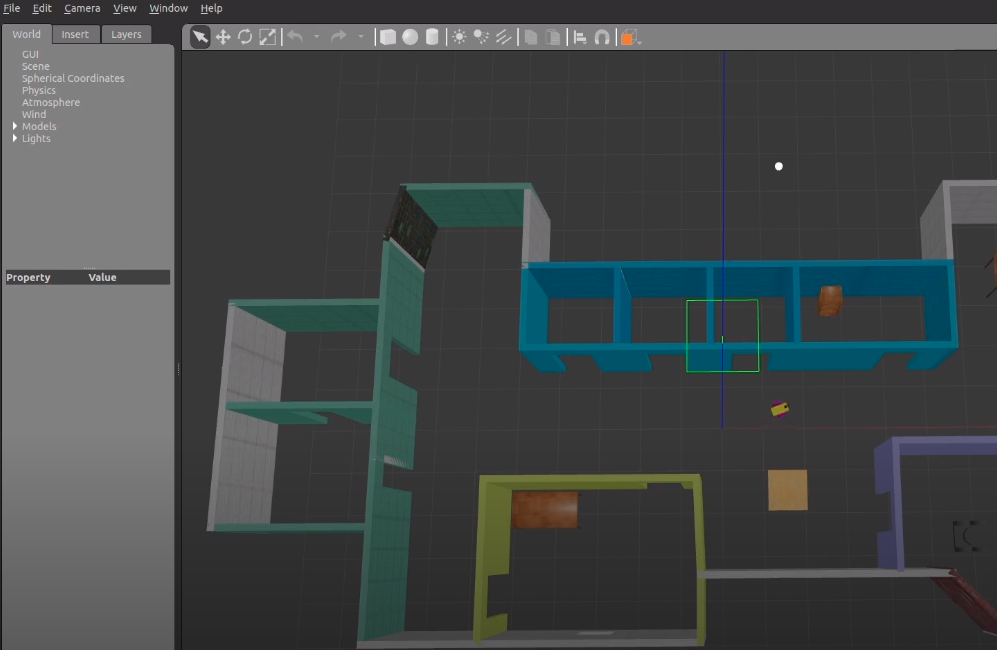 File Edit Camera View Window Help
World Insert Layers
GUI
Scene
Spherical Coordinates
Physics
Atmosphere
Wind
Models
Lights
Property Value